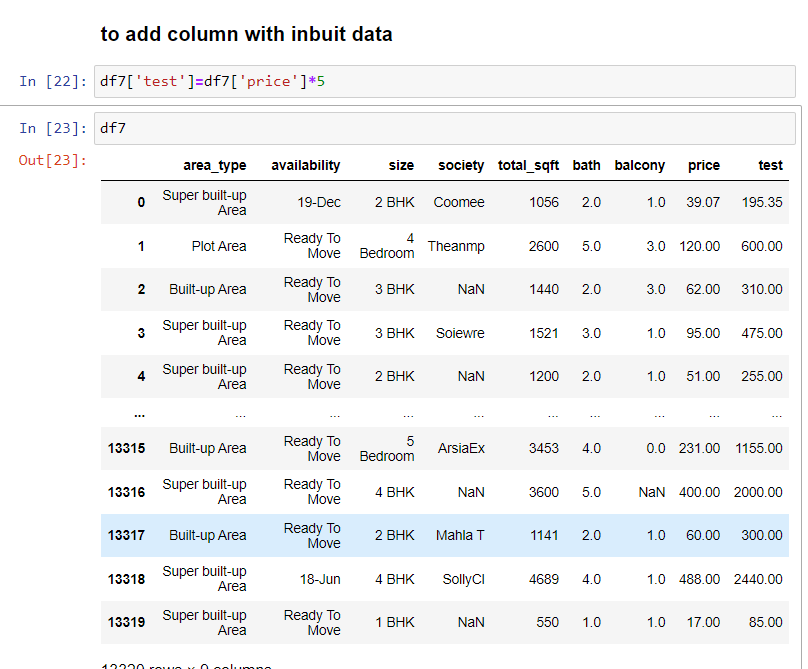 to add column with inbuit data
In [22]: df7['test']=df7['price']*5
In [23]: df7
Out[23]:
area_type availability size society total_sqft bath balcony price test
0 Super built-up Area 19-Dec 2 BHK Coomee 1056 2.0 1.0 39.07 195.35
1 Plot Area Ready To Move 4 Bedroom Theanmp 2600 5.0 3.0 120.00 600.00
2 Built-up Area Ready To Move 3 BHK NaN 1440 2.0 3.0 62.00 310.00
3 Super built-up Area Ready To Move 3 BHK Soiewre 1521 3.0 1.0 95.00 475.00
4 Super built-up Area Ready To Move 2 BHK NaN 1200 2.0 1.0 51.00 255.00
... ... ... ... ... ... ... ... ... ...
13315 Built-up Area Ready To Move 5 Bedroom ArsiaEx 3453 4.0 0.0 231.00 1155.00
13316 Super built-up Area Ready To Move 4 BHK NaN 3600 5.0 NaN 400.00 2000.00
13317 Built-up Area Ready To Move 2 BHK Mahla T 1141 2.0 1.0 60.00 300.00
13318 Super built-up Area 18-Jun 4 BHK SollyCl 4689 4.0 1.0 488.00 2440.00
13319 Super built-up Area Ready To Move 1 BHK NaN 550 1.0 1.0 17.00 85.00
13320 rows × 9 columns